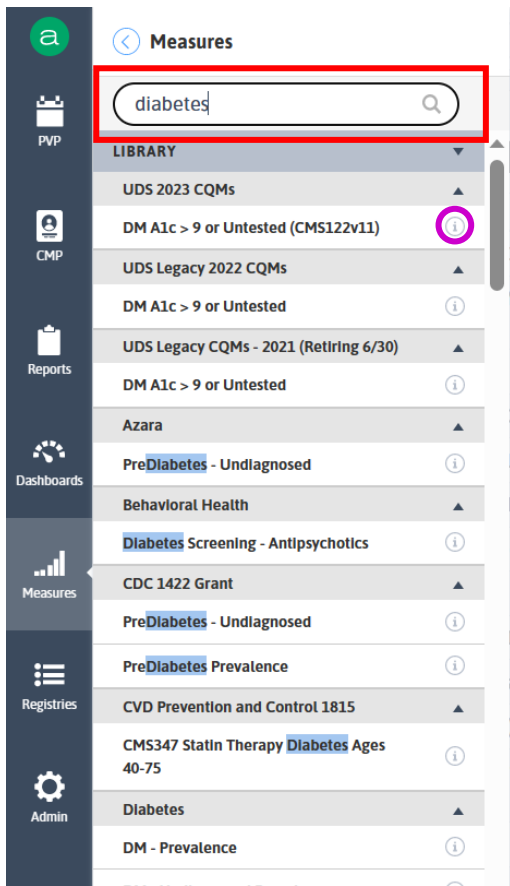 a
Measures
diabetes
PVP
CMP
Reports
Dashboards
Measures
Registries
Admin
LIBRARY
UDS 2023 CQMs
DM A1c > 9 or Untested (CMS122v11)
UDS Legacy 2022 CQMs
DM A1c > 9 or Untested
UDS Legacy CQMs - 2021 (Retiring 6/30)
DM A1c > 9 or Untested
Azara
PreDiabetes - Undiagnosed
Behavioral Health
Diabetes Screening - Antipsychotics
CDC 1422 Grant
PreDiabetes - Undiagnosed
PreDiabetes Prevalence
CVD Prevention and Control 1815
CMS347 Statin Therapy Diabetes Ages
40-75
Diabetes
DM - Prevalence